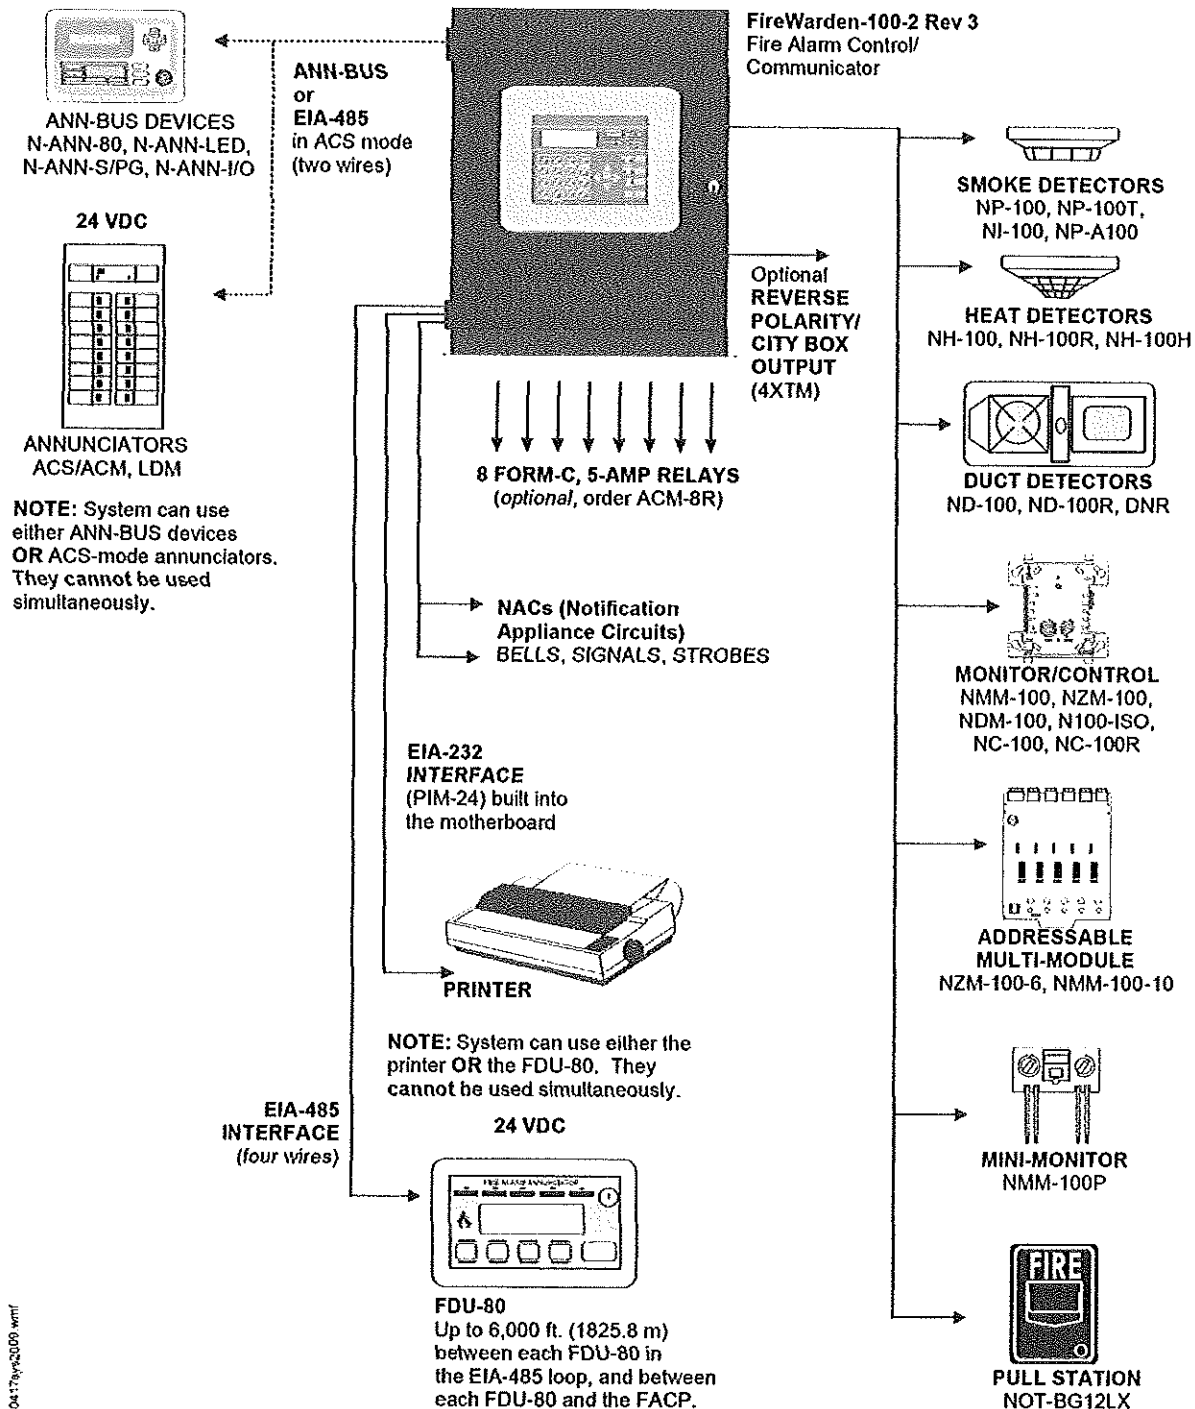 FireWarden-100-2 Rev 3
Fire Alarm Control/
Communicator
ANN-BUS
or
EIA-485
in ACS mode
(two wires)
ANN-BUS DEVICES
N-ANN-80, N-ANN-LED,
N-ANN-S/PG, N-ANN-I/O
24 VDC
ANNUNCIATORS
ACS/ACM, LDM
NOTE: System can use
either ANN-BUS devices
OR ACS-mode annunciators.
They cannot be used
simultaneously.
Optional
REVERSE
POLARITY/
CITY BOX
OUTPUT
(4XTM)
8 FORM-C, 5-AMP RELAYS
(optional, order ACM-8R)
NACs (Notification
Appliance Circuits)
BELLS, SIGNALS, STROBES
EIA-232
INTERFACE
(PIM-24) built into
the motherboard
PRINTER
NOTE: System can use either the
printer OR the FDU-80. They
cannot be used simultaneously.
EIA-485
INTERFACE
(four wires)
24 VDC
FIRE ALARM ANNUNCIATOR
FDU-80
Up to 6,000 ft. (1825.8 m)
between each FDU-80 in
the EIA-485 loop, and between
each FDU-80 and the FACP.
SMOKE DETECTORS
NP-100, NP-100T,
NI-100, NP-A100
HEAT DETECTORS
NH-100, NH-100R, NH-100H
DUCT DETECTORS
ND-100, ND-100R, DNR
MONITOR/CONTROL
NMM-100, NZM-100,
NDM-100, N100-ISO,
NC-100, NC-100R
ADDRESSABLE
MULTI-MODULE
NZM-100-6, NMM-100-10
MINI-MONITOR
NMM-100P
FIRE
PULL STATION
NOT-BG12LX
0417sys2009.wmf